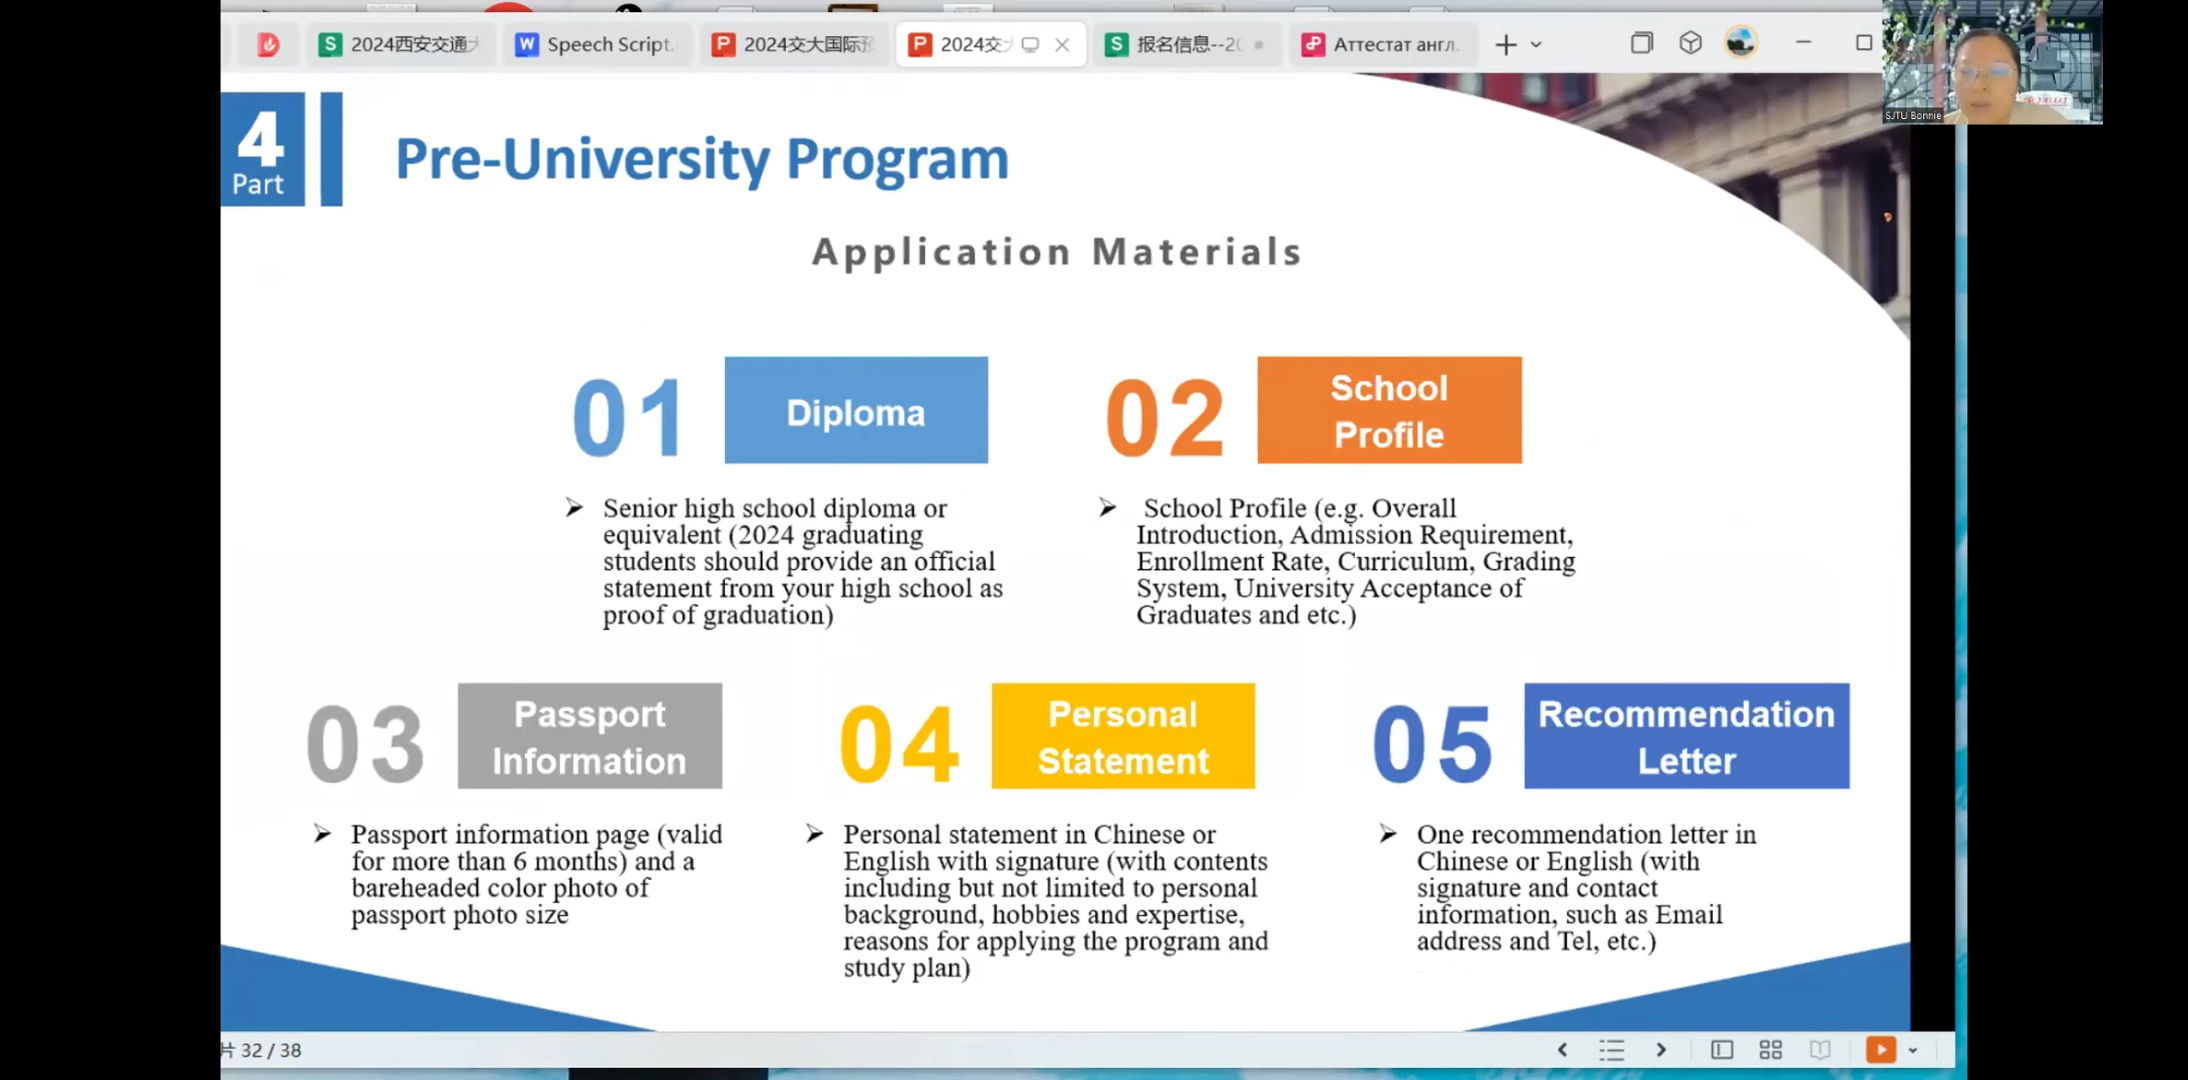 2024西安交通大
Speech Script.
2024交大国际预
2024交大
报名信息--20
Аттестат англ.
SJTU Bonnie
4
Part
Pre-University Program
Application Materials
01
Diploma
02
School
Profile
Senior high school diploma or
equivalent (2024 graduating
students should provide an official
statement from your high school as
proof of graduation)
School Profile (e.g. Overall
Introduction, Admission Requirement,
Enrollment Rate, Curriculum, Grading
System, University Acceptance of
Graduates and etc.)
03
Passport
Information
04
Personal
Statement
05
Recommendation
Letter
Passport information page (valid
for more than 6 months) and a
bareheaded color photo of
passport photo size
Personal statement in Chinese or
English with signature (with contents
including but not limited to personal
background, hobbies and expertise,
reasons for applying the program and
study plan)
One recommendation letter in
Chinese or English (with
signature and contact
information, such as Email
address and Tel, etc.)
片 32 / 38